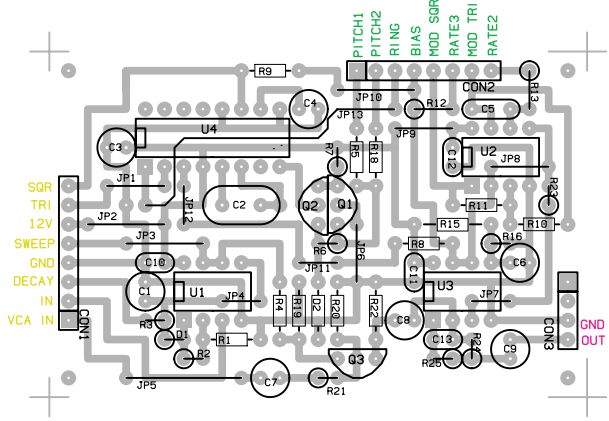 PITCH1
PITCH2
RING
BIAS
MOD SQR
RATE3
MOD TRI
RATE2
R9
CON2
R13
JP10
C4
R12
C5
JP13
U4
JP9
C3
R7
R5
R18
C12
U2
JP8
JP1
SQR
TRI
12V
SWEEP
GND
DECAY
IN
VCA IN
CON1
JP2
JP12
C2
Q2
Q1
R11
R23
R15
R10
JP3
R6
JP6
R8
R16
C10
JP11
C11
C6
C1
U1
JP4
R4
R19
D2
R20
R22
U3
JP7
R3
D1
R1
R2
C8
C13
R24
R25
C9
CON3
GND
OUT
Q3
JP5
C7
R21